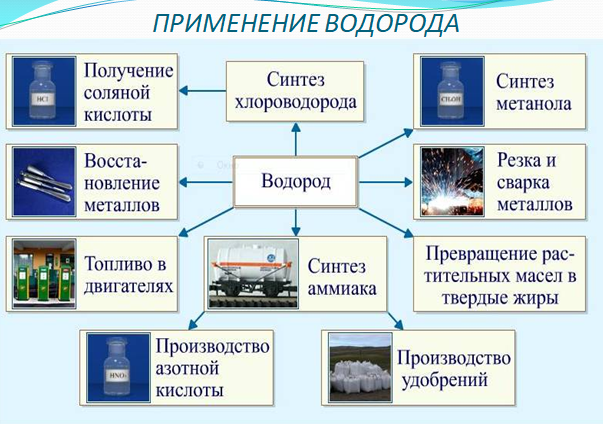 ПРИМЕНЕНИЕ ВОДОРОДА
Получение
соляной
кислоты
HCl
Синтез
хлороводорода
Синтез
метанола
CH₃OH
Восста-
новление
металлов
Водород
Резка и
сварка
металлов
Топливо в
двигателях
Синтез
аммиака
Превращение рас-
тительных масел в
твердые жиры
Производство
азотной
кислоты
HNO₃
Производство
удобрений